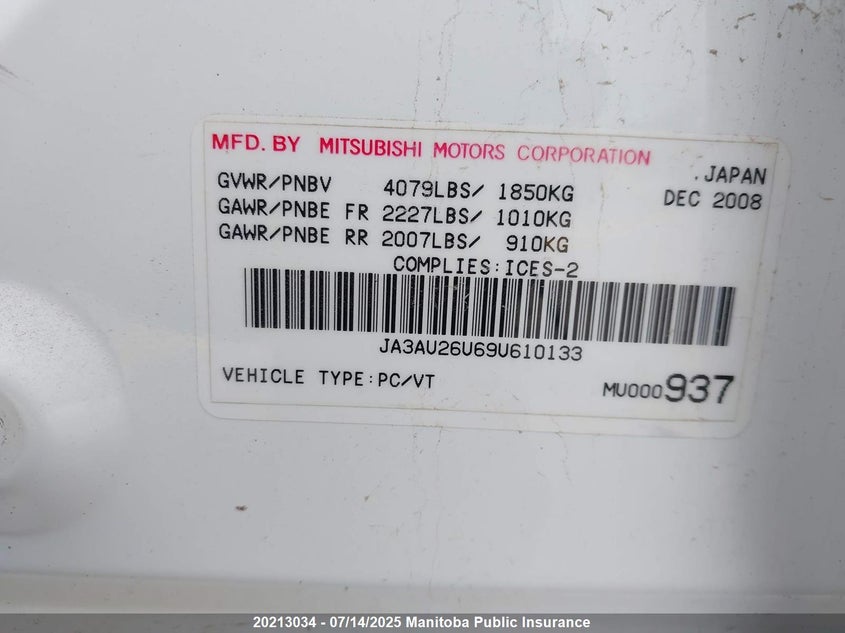 MFD. BY MITSUBISHI MOTORS CORPORATION
JAPAN
GVWR/PNBV 4079LBS/ 1850KG
DEC 2008
GAWR/PNBE FR 2227LBS/ 1010KG
GAWR/PNBE RR 2007LBS/ 910KG
COMPLIES:ICES-2
JA3AU26U69U610133
VEHICLE TYPE:PC/VT
MU000937
20213034 - 07/14/2025 Manitoba Public Insurance